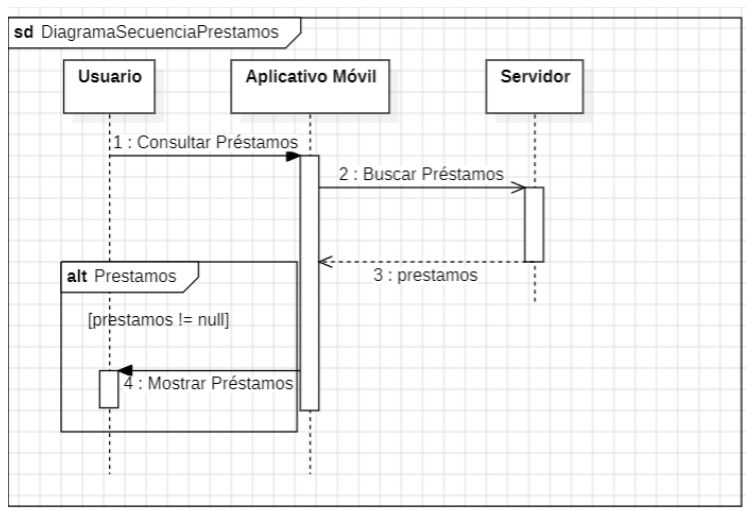 sd DiagramaSecuenciaPrestamos
Usuario
Aplicativo Móvil
Servidor
1 : Consultar Préstamos
2 : Buscar Préstamos
3 : prestamos
alt Prestamos
[prestamos != null]
4 : Mostrar Préstamos